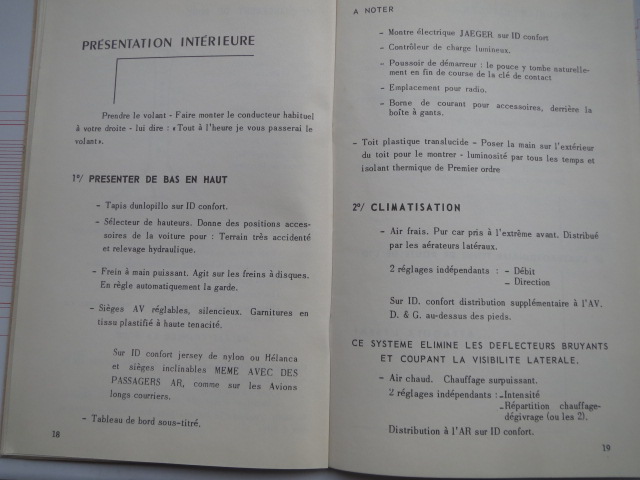 PRÉSENTATION INTÉRIEURE
Prendre le volant - Faire monter le conducteur habituel
à votre droite - lui dire : « Tout à l'heure je vous passerai le
volant ».
1º/ PRESENTER DE BAS EN HAUT
- Tapis dunlopillo sur ID confort.
- Sélecteur de hauteurs. Donne des positions acces-
soires de la voiture pour : Terrain très accidenté
et relevage hydraulique.
- Frein à main puissant. Agit sur les freins à disques.
En règle automatiquement la garde.
- Sièges AV réglables, silencieux. Garnitures en
tissu plastifié à haute tenacité.
Sur ID confort jersey de nylon ou Hélanca
et sièges inclinables MEME AVEC DES
PASSAGERS AR, comme sur les Avions
longs courriers.
- Tableau de bord sous-titré.
18
A NOTER
- Montre électrique JAEGER sur ID confort
- Contrôleur de charge lumineux.
- Poussoir de démarreur : le pouce y tombe naturelle-
ment en fin de course de la clé de contact
- Emplacement pour radio.
- Borne de courant pour accessoires, derrière la
boîte à gants.
- Toit plastique translucide - Poser la main sur l'extérieur
du toit pour le montrer - luminosité par tous les temps et
isolant thermique de Premier ordre
2º/ CLIMATISATION
- Air frais. Pur car pris à l'extrême avant. Distribué
par les aérateurs latéraux.
2 réglages indépendants : - Débit
- Direction
Sur ID. confort distribution supplémentaire à l'AV.
D. & G. au-dessus des pieds.
CE SYSTEME ELIMINE LES DEFLECTEURS BRUYANTS
ET COUPANT LA VISIBILITE LATERALE.
- Air chaud. Chauffage surpuissant.
2 réglages indépendants : - Intensité
- Répartition chauffage-
dégivrage (ou les 2).
Distribution à l'AR sur ID confort.
19